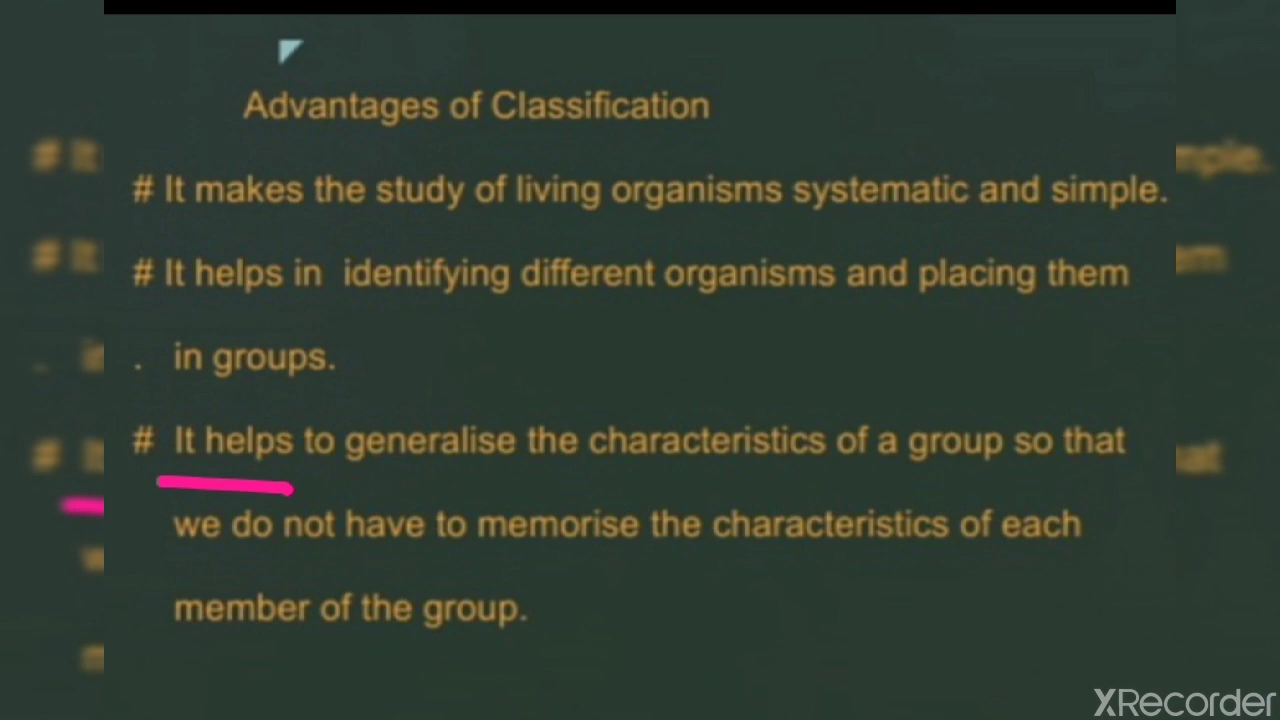 Advantages of Classification
# It makes the study of living organisms systematic and simple.
# It helps in identifying different organisms and placing them
. in groups.
# It helps to generalise the characteristics of a group so that
we do not have to memorise the characteristics of each
member of the group.
XRecorder